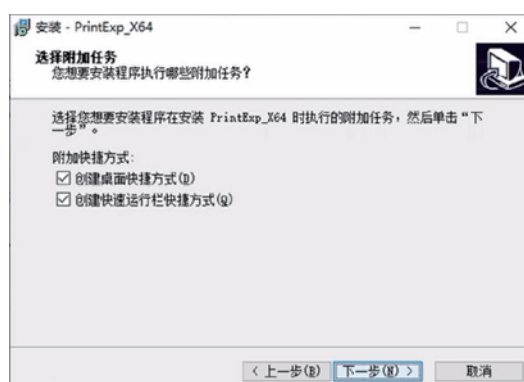 安装 - PrintExp_X64
选择附加任务
您想要安装程序执行哪些附加任务?
选择您想要安装程序在安装 PrintExp_X64 时执行的附加任务，然后单击“下
一步”。
附加快捷方式:
创建桌面快捷方式(D)
创建快速运行栏快捷方式(Q)
< 上一步(B) 下一步(N) > 取消